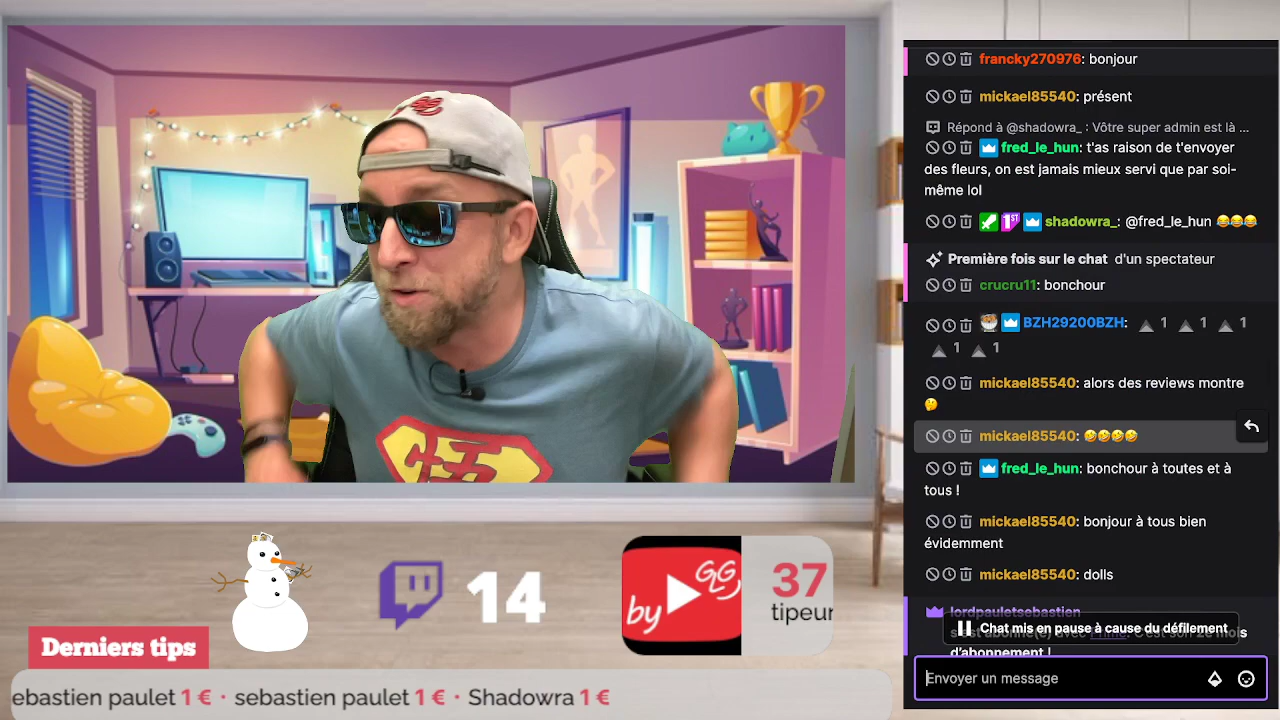 francky270976: bonjour
mickael85540: présent
Répond à @shadowra_ : Vôtre super admin est là ...
fred_le_hun: t'as raison de t'envoyer
des fleurs, on est jamais mieux servi que par soi-
même lol
1ST shadowra_: @fred_le_hun 😂😂😂
Première fois sur le chat d'un spectateur
crucru11: bonchour
BZH29200BZH: 1 1 1
1 1
mickael85540: alors des reviews montre
🤔
mickael85540: 🤣🤣🤣🤣
fred_le_hun: bonchour à toutes et à
tous !
mickael85540: bonjour à tous bien
évidemment
mickael85540: dolls
lordpauletsebastien
Chat mis en pause à cause du défilement
d'abonnement !
Envoyer un message
14
by GG
37
tipeur
Derniers tips
ebastien paulet 1 € · sebastien paulet 1 € · Shadowra 1 €